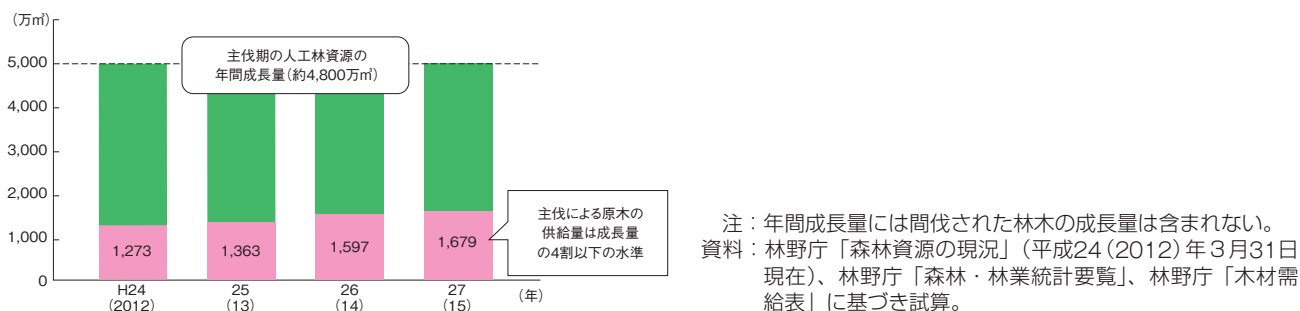 （万㎥）
5,000
4,000
3,000
2,000
1,000
0
主伐期の人工林資源の
年間成長量（約4,800万㎥）
1,273
1,363
1,597
1,679
主伐による原木の
供給量は成長量
の4割以下の水準
H24
(2012)
25
(13)
26
(14)
27
(15)
（年）
注：年間成長量には間伐された林木の成長量は含まれない。
資料：林野庁「森林資源の現況」（平成24（2012）年３月31日
現在）、林野庁「森林・林業統計要覧」、林野庁「木材需
給表」に基づき試算。